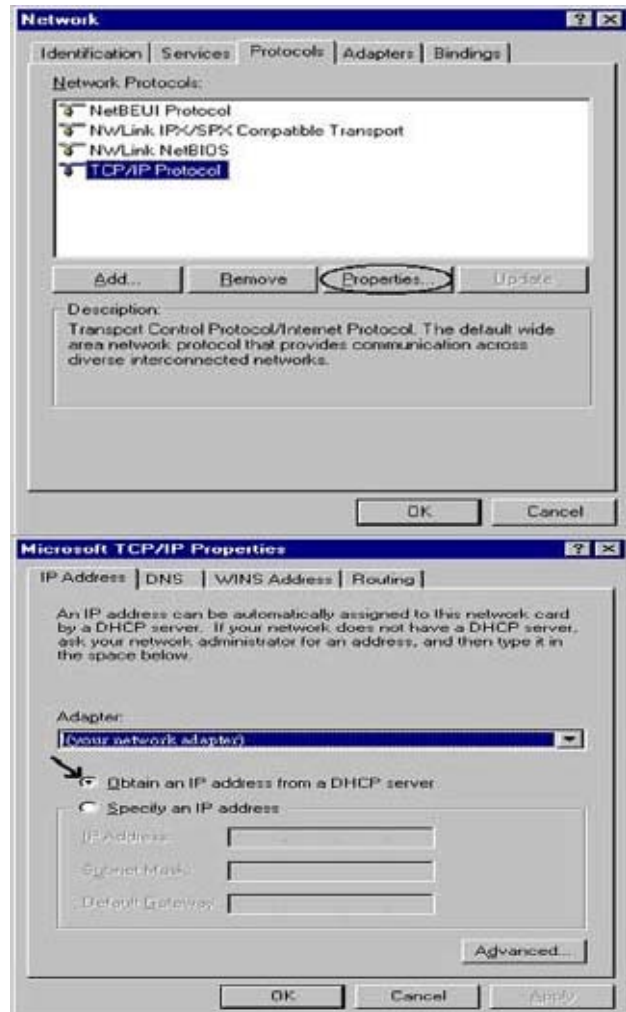 Network
Identification Services Protocols Adapters Bindings
Network Protocols:
NetBEUI Protocol
NWLink IPX/SPX Compatible Transport
NWLink NetBIOS
TCP/IP Protocol
Add... Remove Properties... Update
Description:
Transport Control Protocol/Internet Protocol. The default wide
area network protocol that provides communication across
diverse interconnected networks.
OK Cancel
Microsoft TCP/IP Properties
IP Address DNS WINS Address Routing
An IP address can be automatically assigned to this network card
by a DHCP server. If your network does not have a DHCP server,
ask your network administrator for an address, and then type it in
the space below.
Adapter:
(your network adapter)
Obtain an IP address from a DHCP server
Specify an IP address
IP Address:
Subnet Mask:
Default Gateway:
Advanced...
OK Cancel Apply